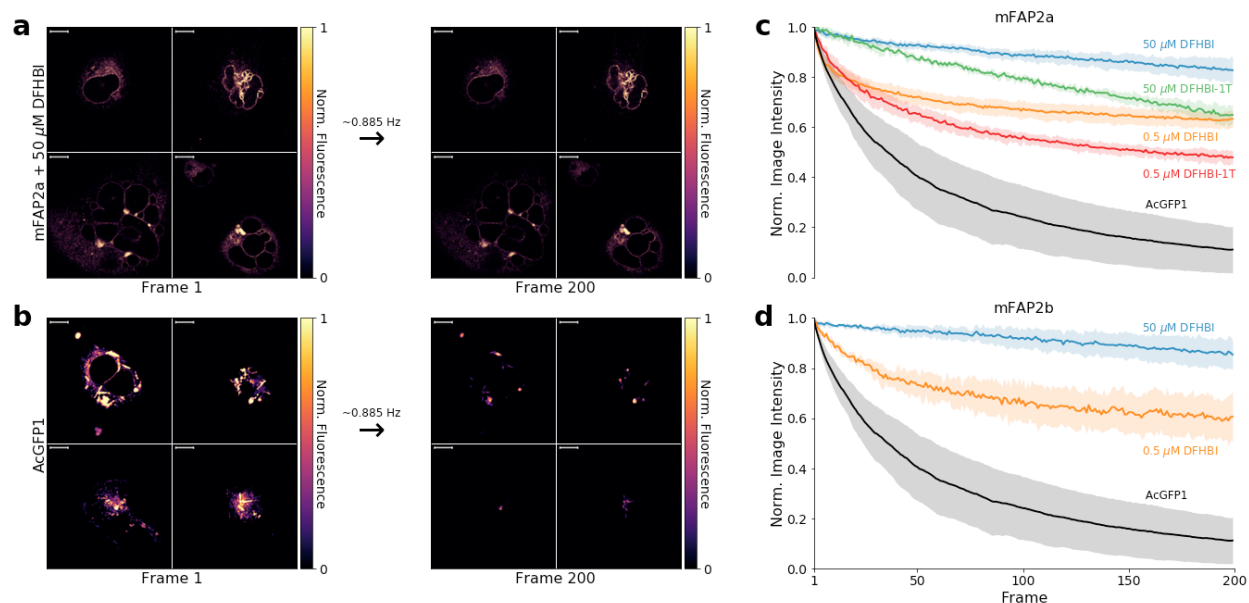 a
mFAP2a + 50 μM DFHBI
1
Norm. Fluorescence
0
Frame 1
~0.885 Hz
→
1
Norm. Fluorescence
0
Frame 200
b
AcGFP1
1
Norm. Fluorescence
0
Frame 1
~0.885 Hz
→
1
Norm. Fluorescence
0
Frame 200
c
mFAP2a
Norm. Image Intensity
1.0
0.8
0.6
0.4
0.2
0.0
50 μM DFHBI
50 μM DFHBI-1T
0.5 μM DFHBI
0.5 μM DFHBI-1T
AcGFP1
d
mFAP2b
Norm. Image Intensity
1.0
0.8
0.6
0.4
0.2
0.0
50 μM DFHBI
0.5 μM DFHBI
AcGFP1
1 50 100 150 200
Frame